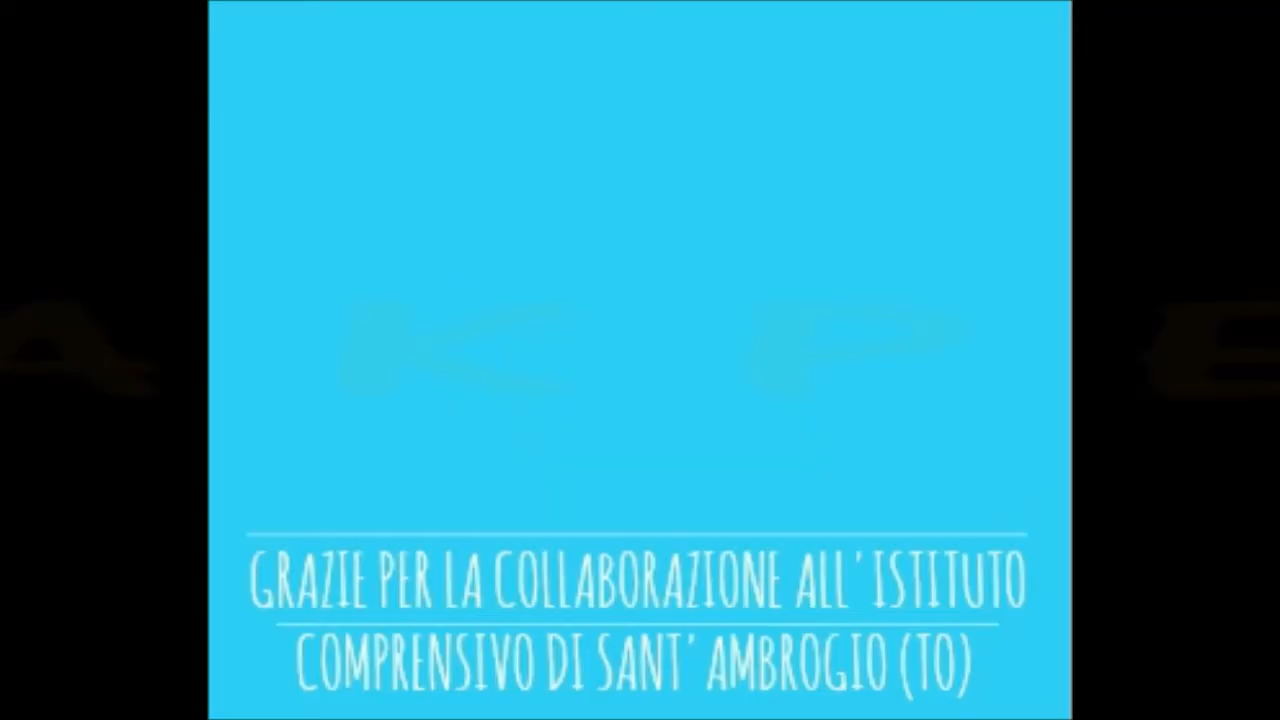 GRAZIE PER LA COLLABORAZIONE ALL'ISTITUTO
COMPRENSIVO DI SANT'AMBROGIO (TO)